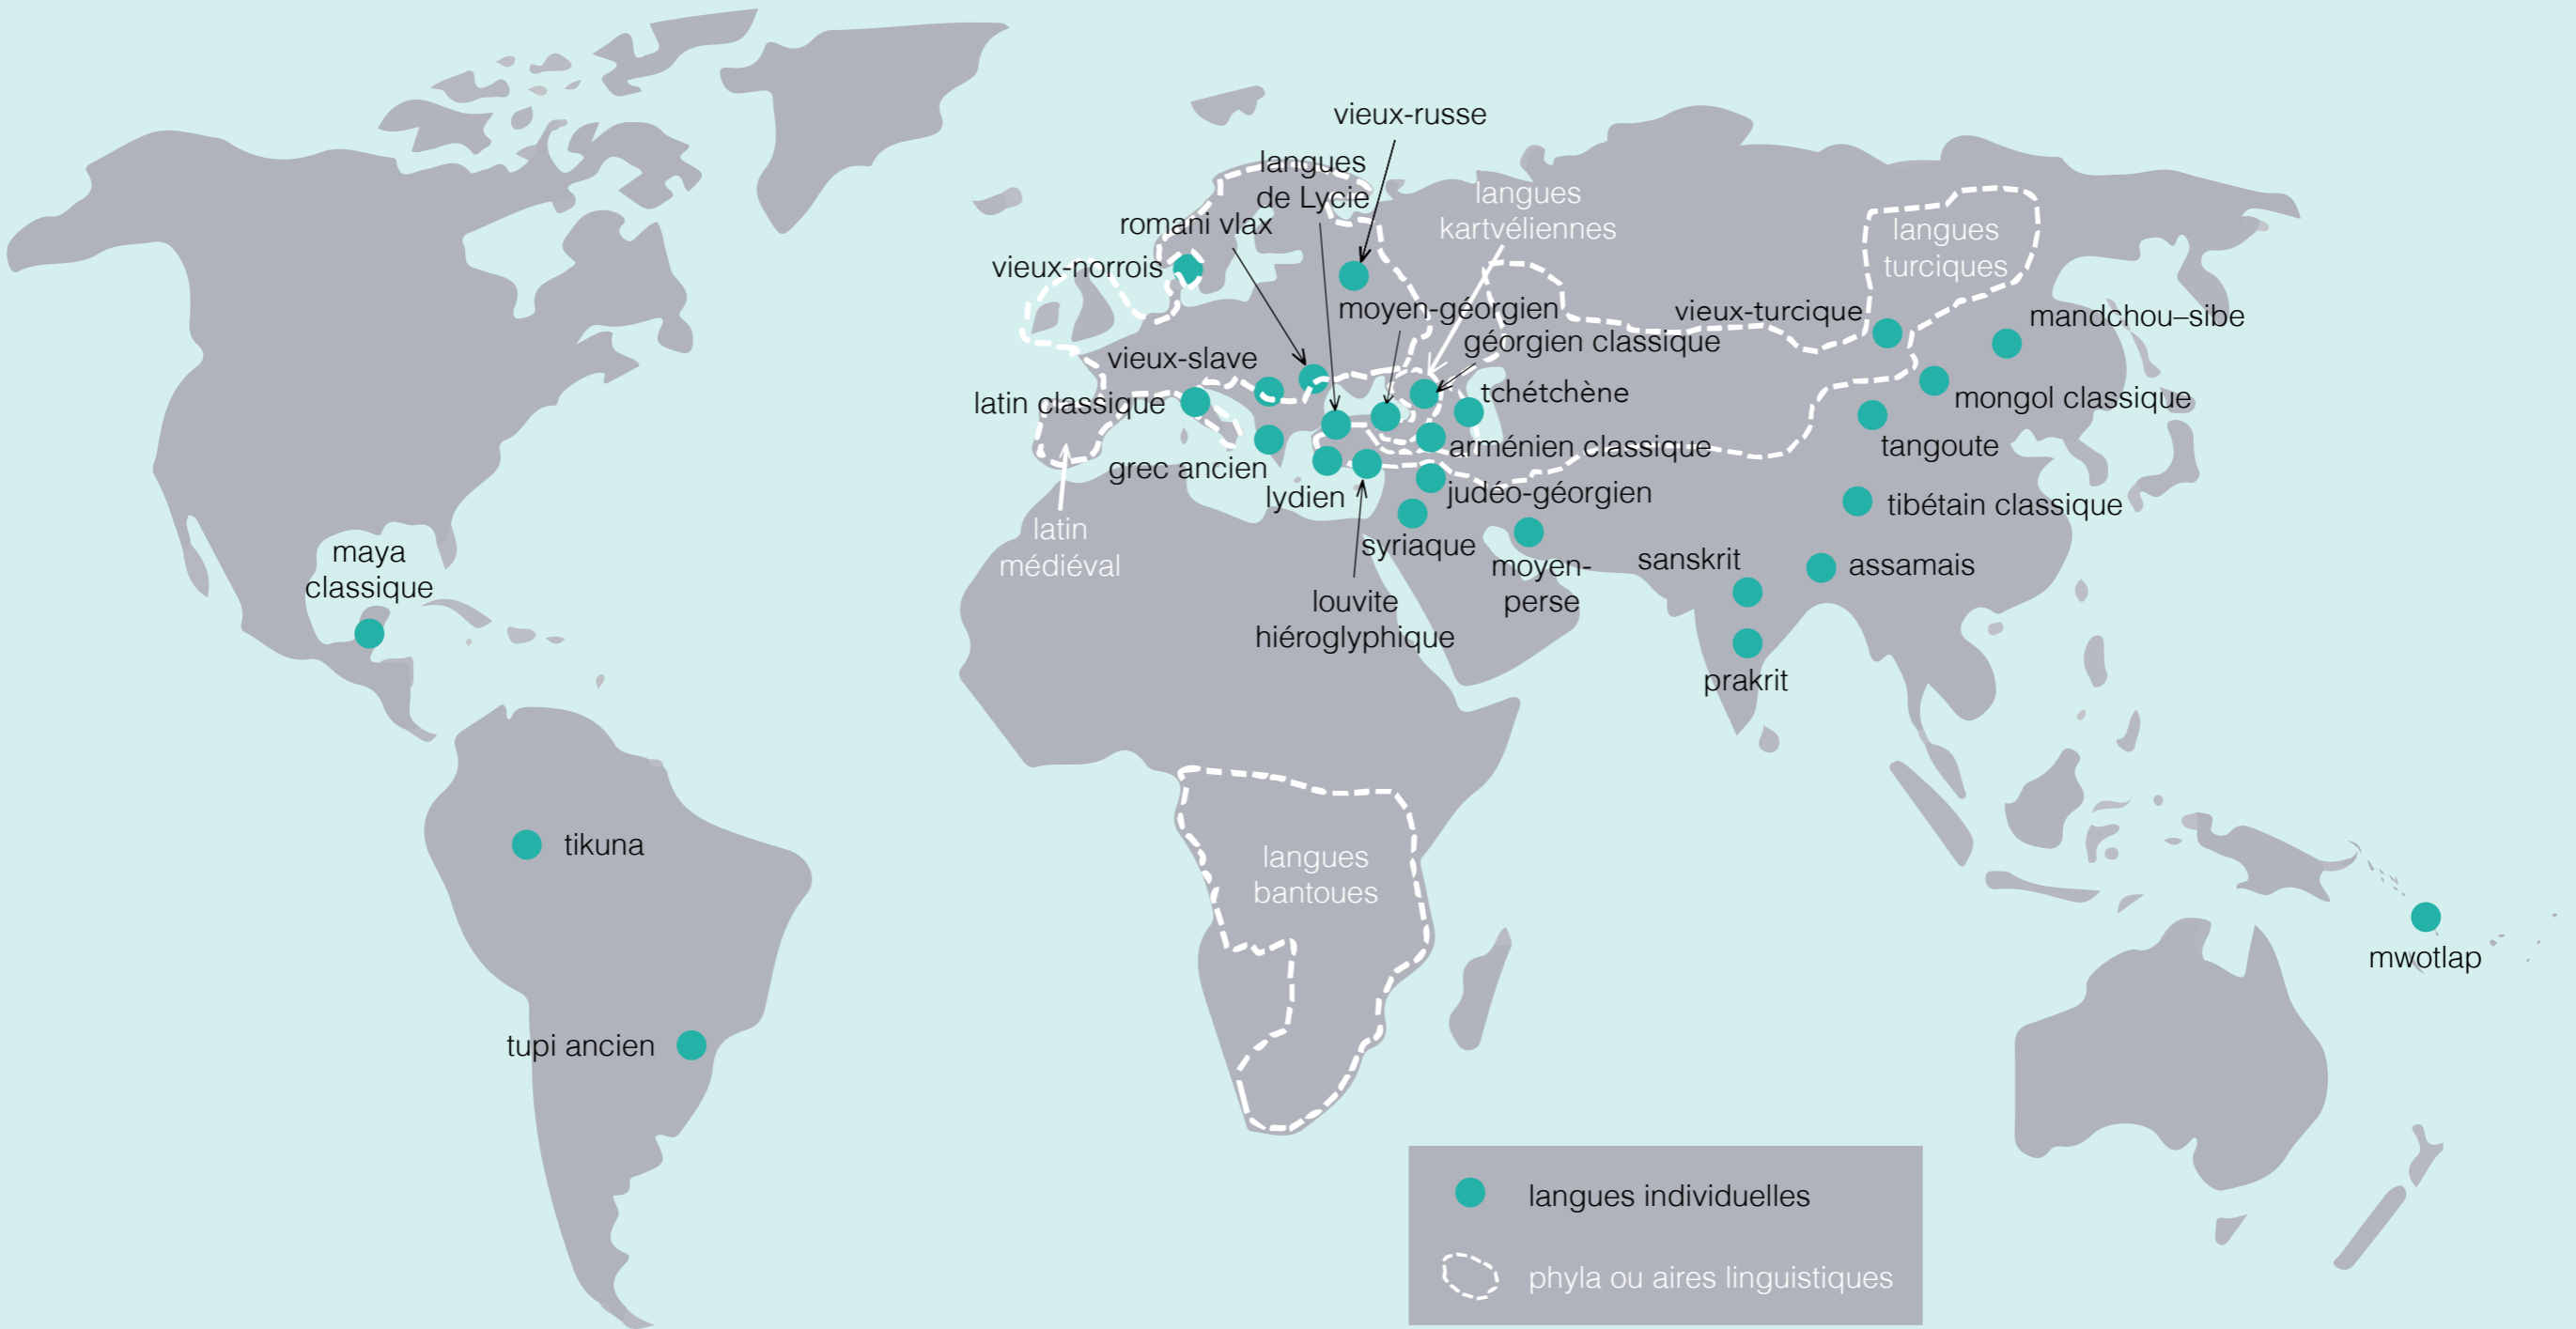 vieux-russe
langues
de Lycie
langues
kartvéliennes
romani vlax
langues
turciques
vieux-norrois
moyen-géorgien
vieux-turcique
mandchou–sibe
géorgien classique
vieux-slave
tchétchène
latin classique
mongol classique
arménien classique
tangoute
grec ancien
lydien
judéo-géorgien
tibétain classique
latin
médiéval
syriaque
maya
classique
moyen-
perse
sanskrit
assamais
louvite
hiéroglyphique
prakrit
tikuna
langues
bantoues
mwotlap
tupi ancien
langues individuelles
phyla ou aires linguistiques